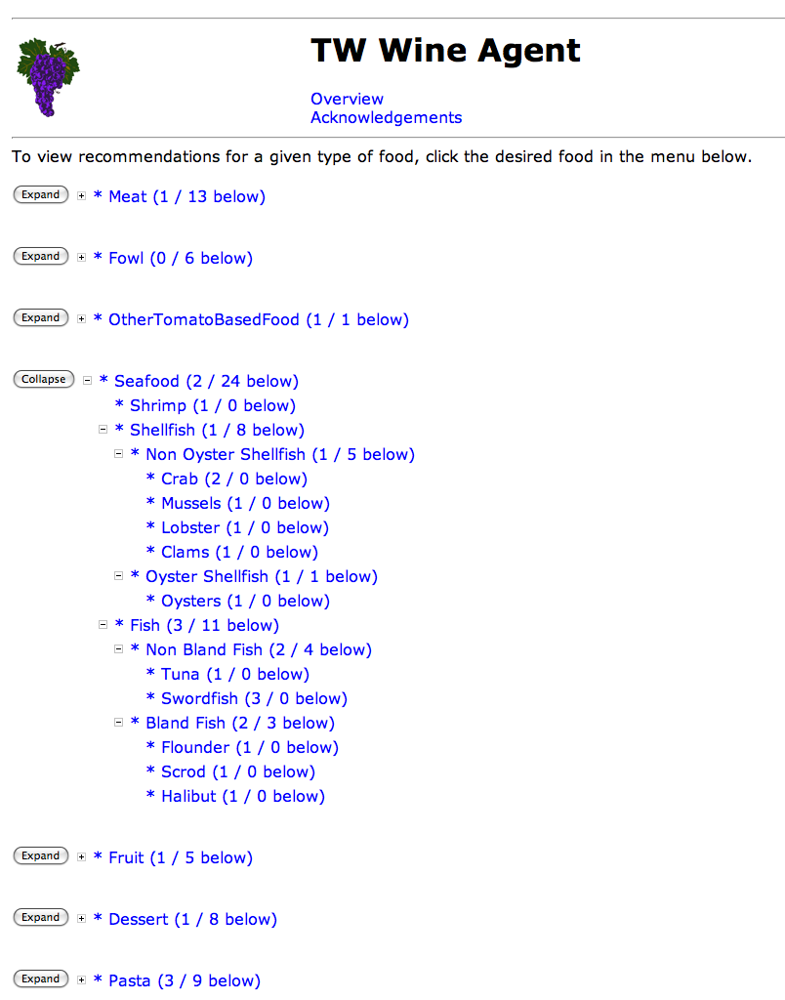 TW Wine Agent
Overview
Acknowledgements
To view recommendations for a given type of food, click the desired food in the menu below.
Expand + * Meat (1 / 13 below)
Expand + * Fowl (0 / 6 below)
Expand + * OtherTomatoBasedFood (1 / 1 below)
Collapse - * Seafood (2 / 24 below)
* Shrimp (1 / 0 below)
- * Shellfish (1 / 8 below)
- * Non Oyster Shellfish (1 / 5 below)
* Crab (2 / 0 below)
* Mussels (1 / 0 below)
* Lobster (1 / 0 below)
* Clams (1 / 0 below)
- * Oyster Shellfish (1 / 1 below)
* Oysters (1 / 0 below)
- * Fish (3 / 11 below)
- * Non Bland Fish (2 / 4 below)
* Tuna (1 / 0 below)
* Swordfish (3 / 0 below)
- * Bland Fish (2 / 3 below)
* Flounder (1 / 0 below)
* Scrod (1 / 0 below)
* Halibut (1 / 0 below)
Expand + * Fruit (1 / 5 below)
Expand + * Dessert (1 / 8 below)
Expand + * Pasta (3 / 9 below)